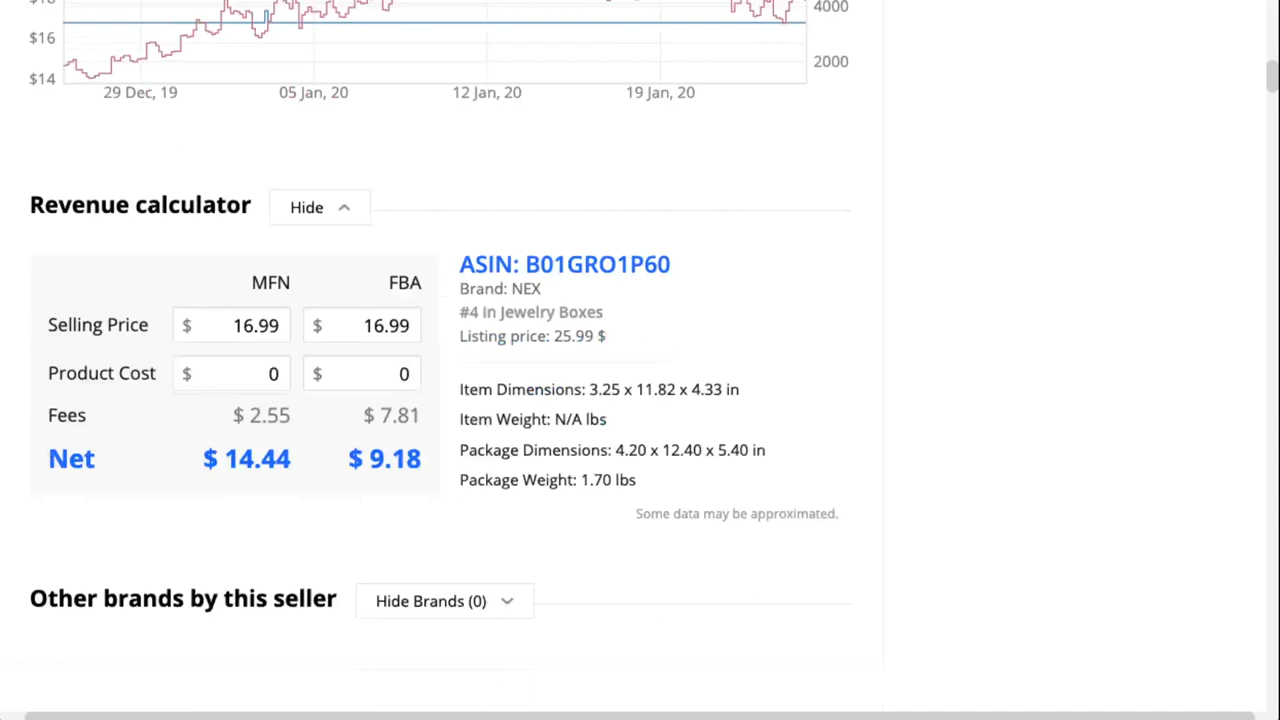 4000
$16
2000
$14
29 Dec, 19 05 Jan, 20 12 Jan, 20 19 Jan, 20
Revenue calculator Hide
MFN FBA
Selling Price $ 16.99 $ 16.99
Product Cost $ 0 $ 0
Fees $ 2.55 $ 7.81
Net $ 14.44 $ 9.18
ASIN: B01GRO1P60
Brand: NEX
#4 in Jewelry Boxes
Listing price: 25.99 $
Item Dimensions: 3.25 x 11.82 x 4.33 in
Item Weight: N/A lbs
Package Dimensions: 4.20 x 12.40 x 5.40 in
Package Weight: 1.70 lbs
Some data may be approximated.
Other brands by this seller Hide Brands (0)